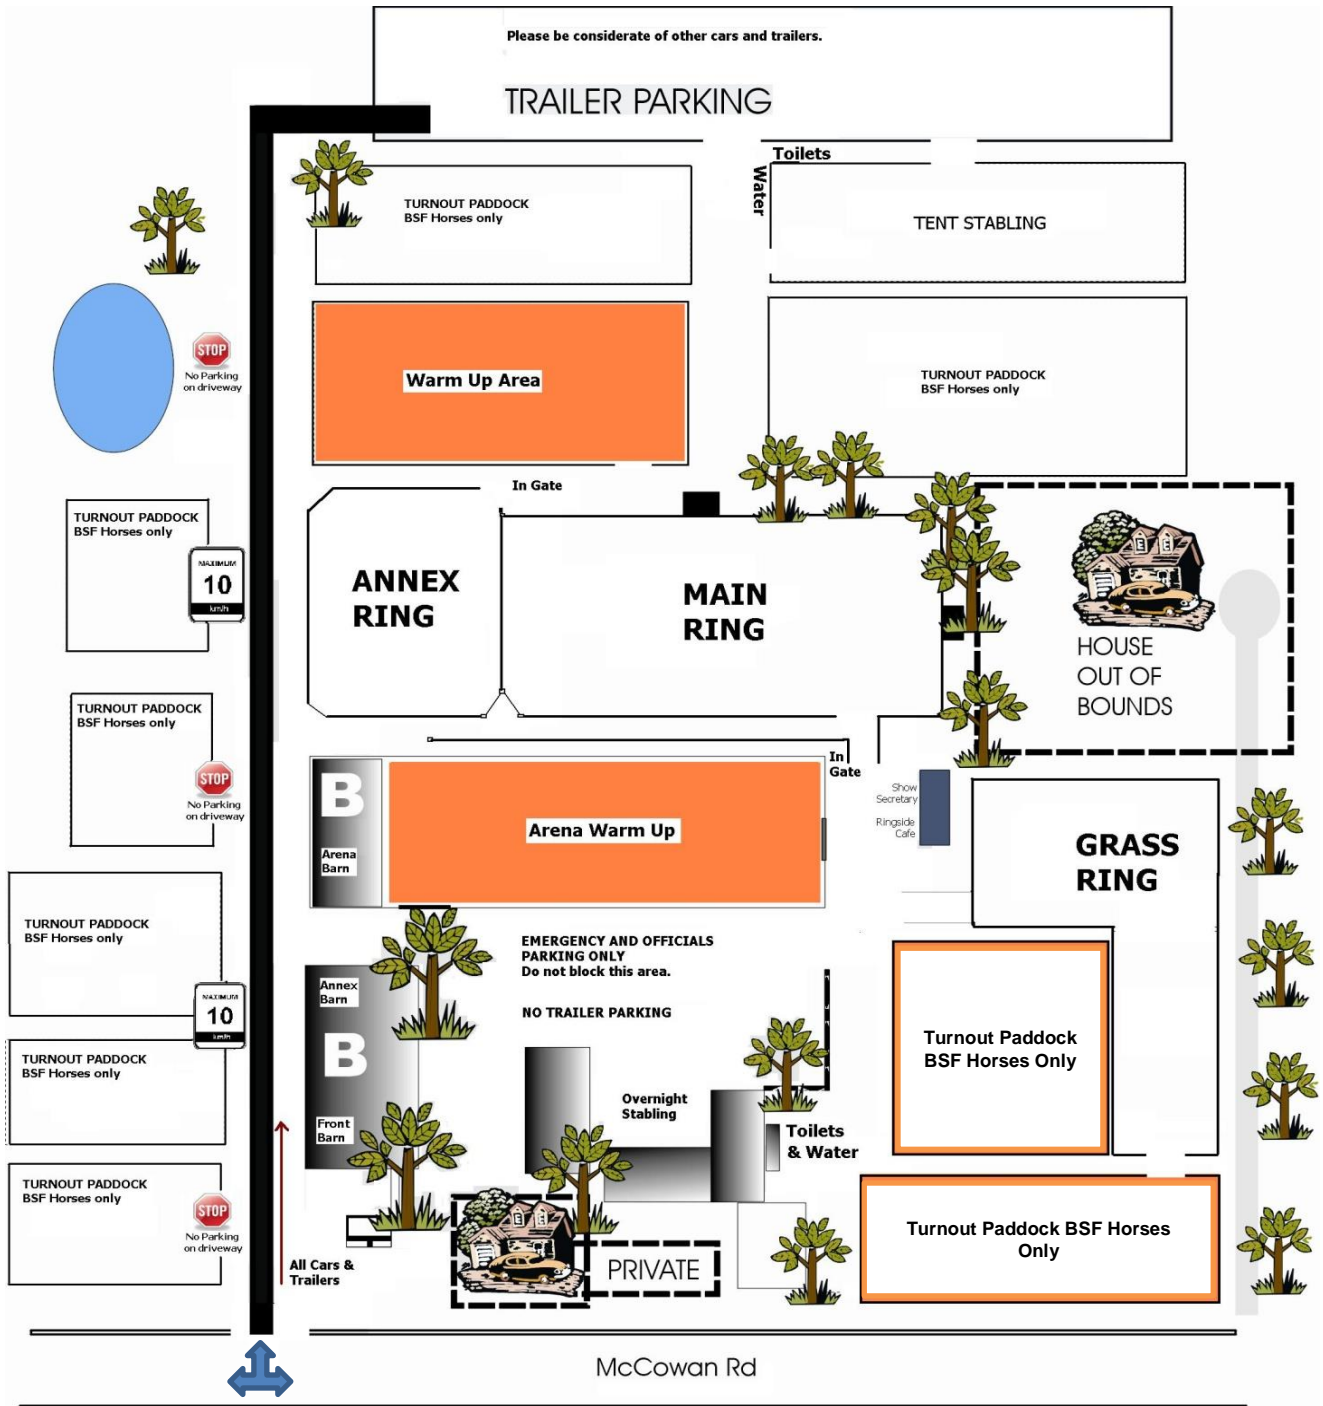 Please be considerate of other cars and trailers.
TRAILER PARKING
Toilets
Water
TURNOUT PADDOCK
BSF Horses only
TENT STABLING
STOP
No Parking
on driveway
Warm Up Area
TURNOUT PADDOCK
BSF Horses only
In Gate
TURNOUT PADDOCK
BSF Horses only
MAXIMUM
10
km/h
ANNEX
RING
MAIN
RING
HOUSE
OUT OF
BOUNDS
TURNOUT PADDOCK
BSF Horses only
STOP
No Parking
on driveway
In
Gate
B
Arena
Barn
Arena Warm Up
Show
Secretary
Ringside
Cafe
GRASS
RING
TURNOUT PADDOCK
BSF Horses only
EMERGENCY AND OFFICIALS
PARKING ONLY
Do not block this area.
NO TRAILER PARKING
Annex
Barn
B
Front
Barn
MAXIMUM
10
km/h
Turnout Paddock
BSF Horses Only
TURNOUT PADDOCK
BSF Horses only
Overnight
Stabling
Toilets
& Water
TURNOUT PADDOCK
BSF Horses only
STOP
No Parking
on driveway
All Cars &
Trailers
PRIVATE
Turnout Paddock BSF Horses
Only
McCowan Rd